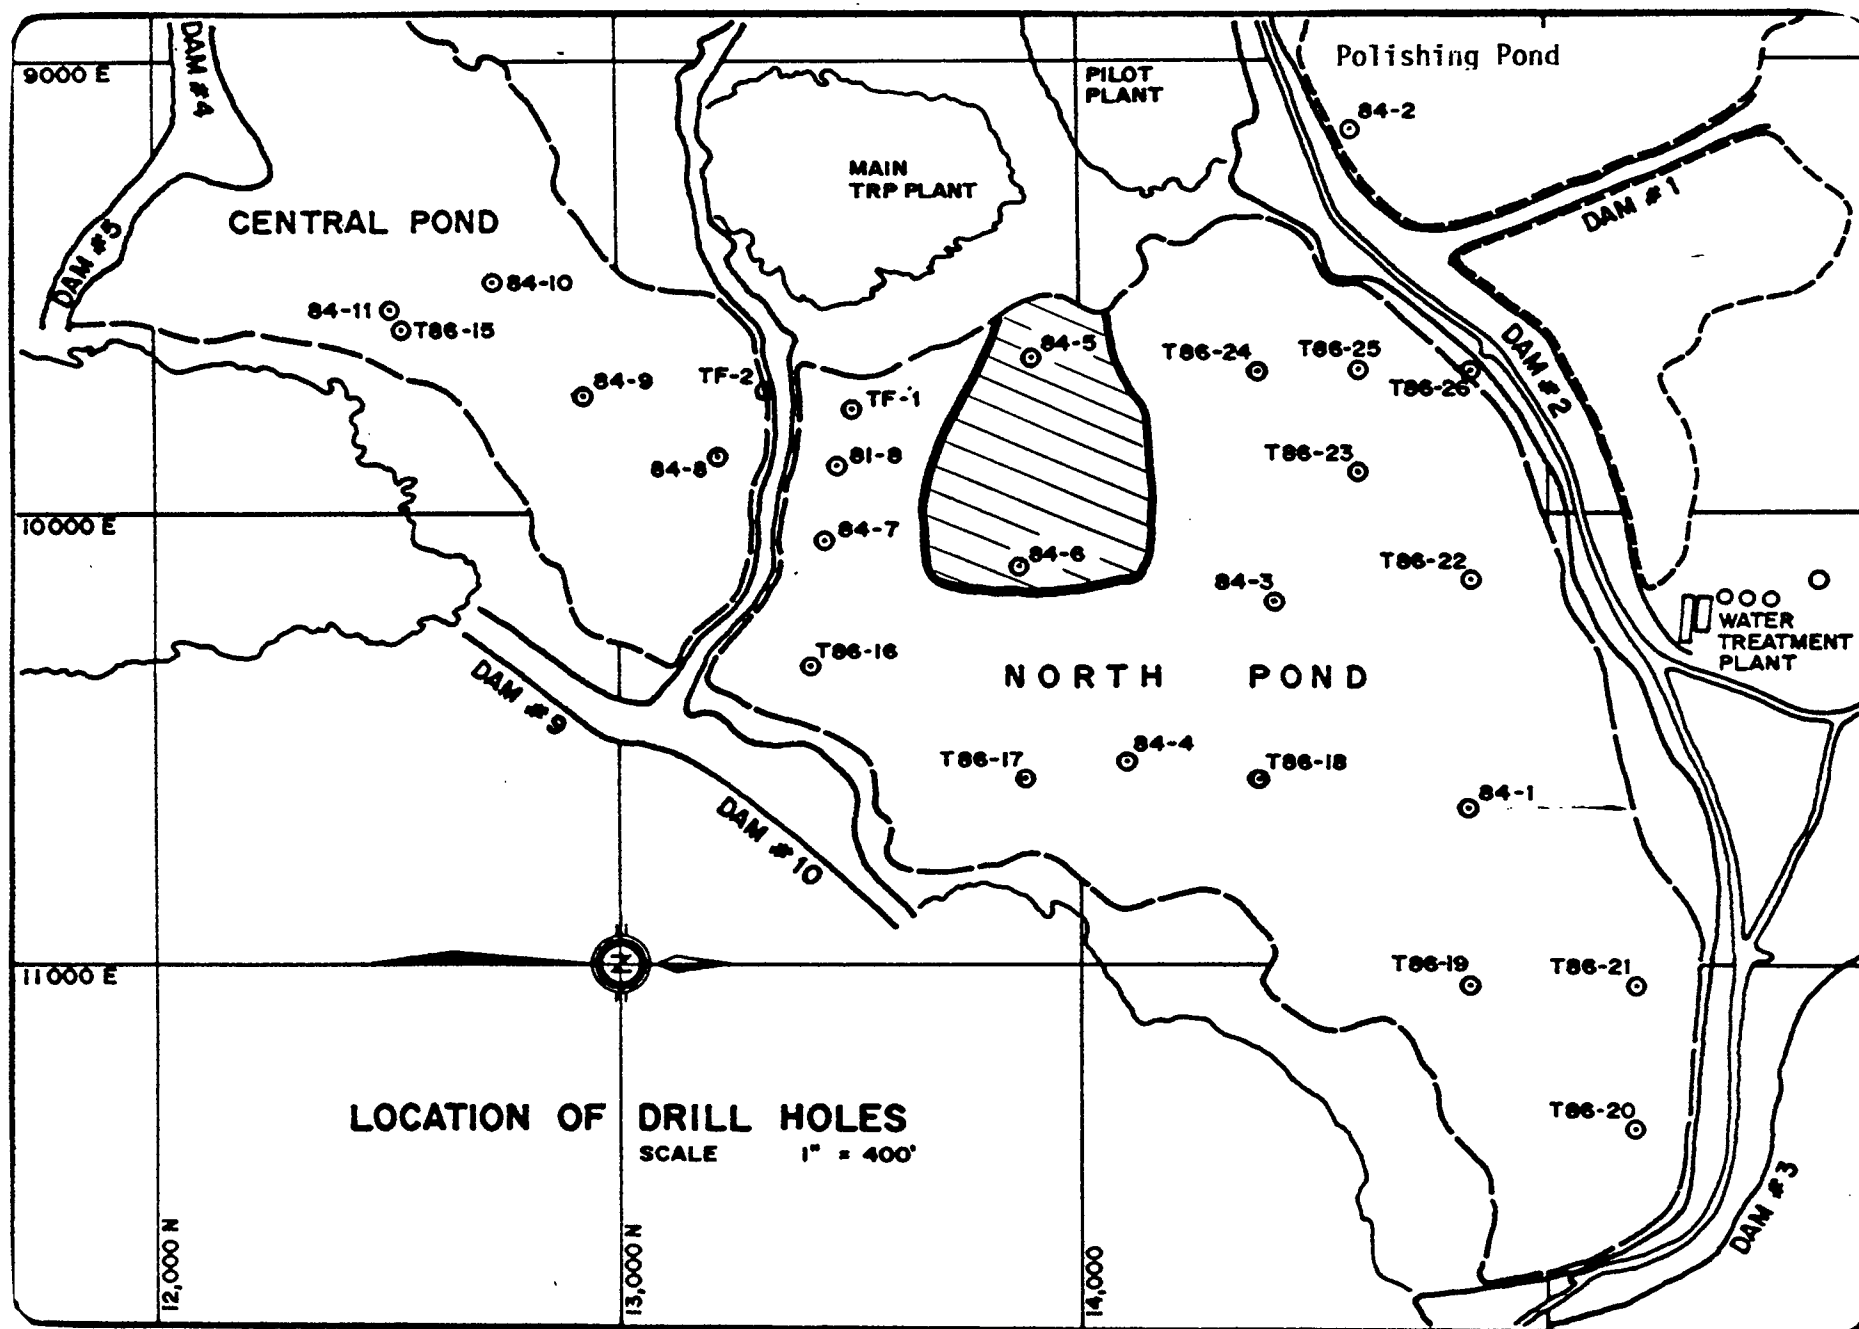 Polishing Pond
9000 E
DAM #4
PILOT
PLANT
84-2
MAIN
TRP PLANT
DAM #1
CENTRAL POND
DAM #5
84-10
84-11
T86-15
84-5
T86-24
T86-25
T86-26
DAM #2
84-9
TF-2
TF-1
84-8
81-8
T86-23
10000 E
84-7
84-6
84-3
T86-22
WATER
TREATMENT
PLANT
T86-16
NORTH POND
DAM #9
T86-17
84-4
T86-18
84-1
DAM #10
11000 E
N
T86-19
T86-21
LOCATION OF DRILL HOLES
SCALE 1" = 400'
T86-20
DAM #3
12,000 N
13,000 N
14,000